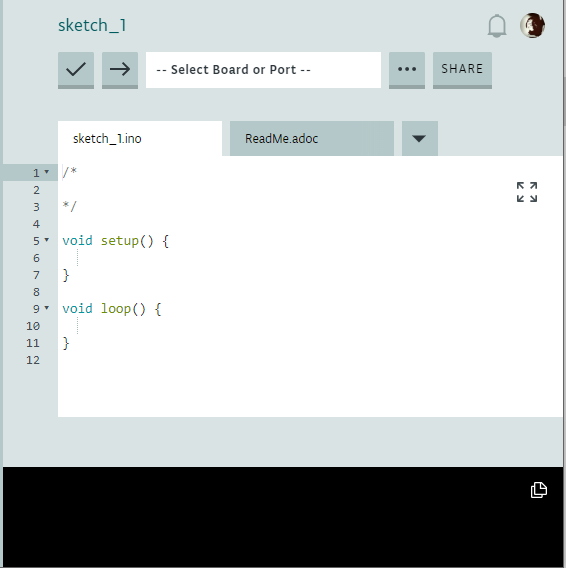 sketch_1
-- Select Board or Port --
SHARE
sketch_1.ino
ReadMe.adoc
1 /*
2
3 */
4
5 void setup() {
6
7 }
8
9 void loop() {
10
11 }
12